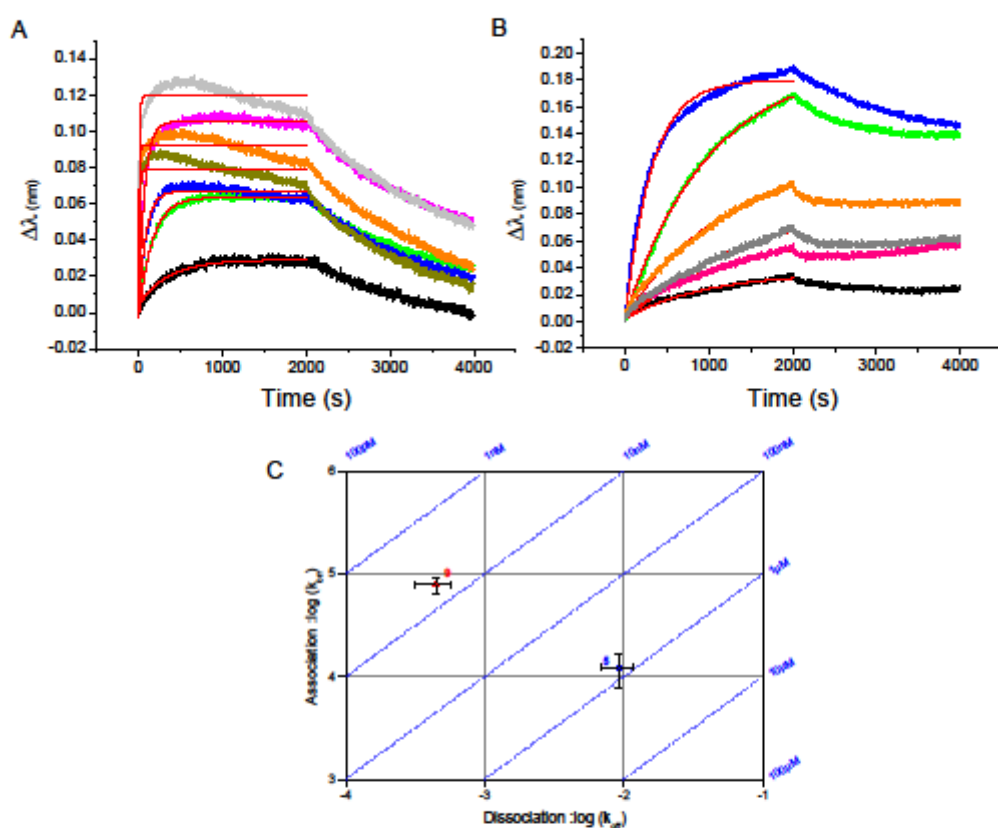 A
0.14
0.12
0.10
0.08
0.06
0.04
0.02
0.00
-0.02
Δλ (nm)
0 1000 2000 3000 4000
Time (s)
B
0.20
0.18
0.16
0.14
0.12
0.10
0.08
0.06
0.04
0.02
0.00
-0.02
Δλ (nm)
0 1000 2000 3000 4000
Time (s)
C
100pM 1nM 10nM 100nM
6
5
4
3
Association :log (k
1μM
10μM
100μM
-4 -3 -2 -1
Dissociation :log (k